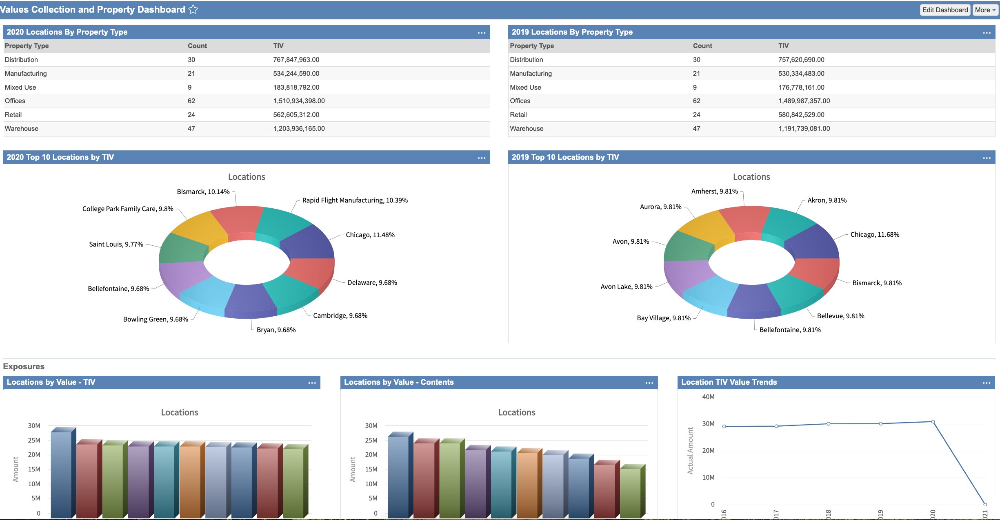 Values Collection and Property Dashboard
Edit Dashboard More
2020 Locations By Property Type
Property Type Count TIV
Distribution 30 767,847,963.00
Manufacturing 21 534,244,590.00
Mixed Use 9 183,818,792.00
Offices 62 1,510,934,398.00
Retail 24 562,605,312.00
Warehouse 47 1,203,936,165.00
2019 Locations By Property Type
Property Type Count TIV
Distribution 30 757,620,690.00
Manufacturing 21 530,334,483.00
Mixed Use 9 176,778,161.00
Offices 62 1,489,987,357.00
Retail 24 580,842,529.00
Warehouse 47 1,191,739,081.00
2020 Top 10 Locations by TIV
Locations
Bismarck, 10.14%
Rapid Flight Manufacturing, 10.39%
College Park Family Care, 9.8%
Chicago, 11.48%
Saint Louis, 9.77%
Delaware, 9.68%
Bellefontaine, 9.68%
Cambridge, 9.68%
Bowling Green, 9.68%
Bryan, 9.68%
2019 Top 10 Locations by TIV
Locations
Amherst, 9.81%
Akron, 9.81%
Aurora, 9.81%
Chicago, 11.68%
Avon, 9.81%
Bismarck, 9.81%
Avon Lake, 9.81%
Bellevue, 9.81%
Bay Village, 9.81%
Bellefontaine, 9.81%
Exposures
Locations by Value - TIV
Locations
Amount
30M
25M
20M
15M
10M
5M
0
Locations by Value - Contents
Locations
Amount
30M
25M
20M
15M
10M
5M
0
Location TIV Value Trends
Actual Amount
40M
30M
20M
10M
0
016 017 018 019 020 021